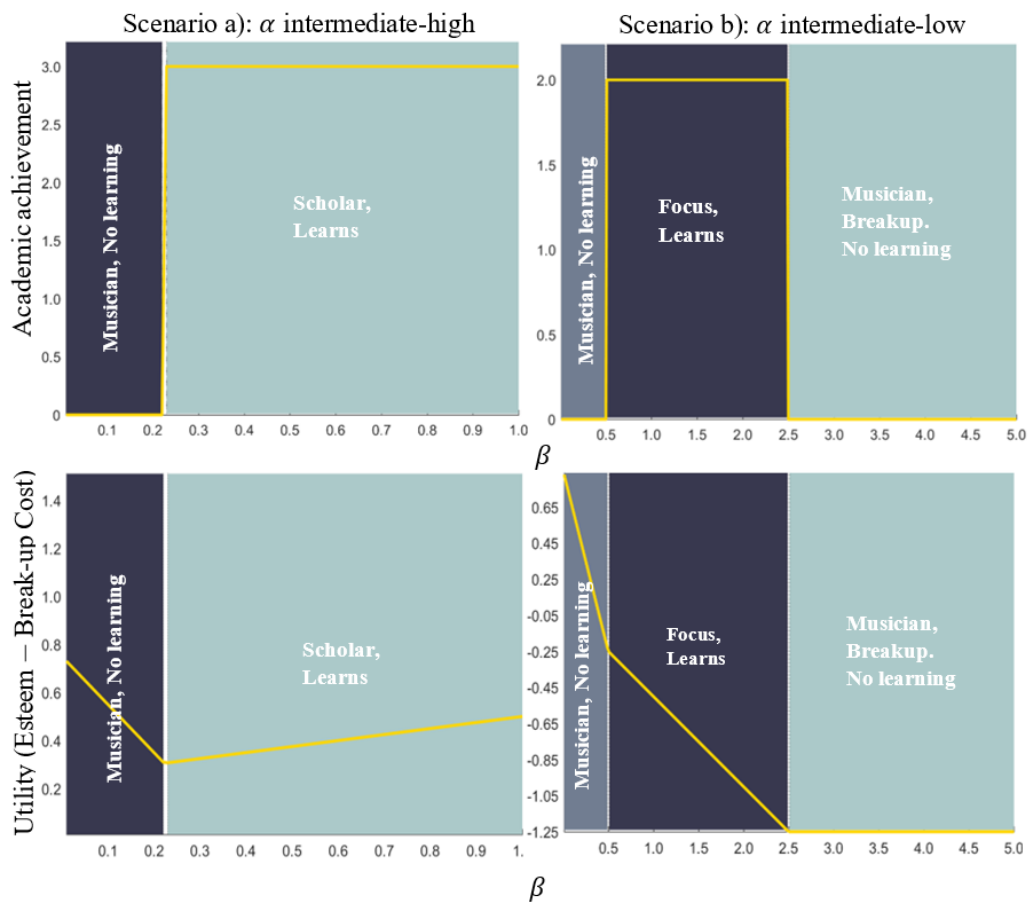 Scenario a): α intermediate-high
Scenario b): α intermediate-low
Academic achievement
3.0
2.5
2.0
1.5
1.0
0.5
0
Musician, No learning
Scholar,
Learns
0.1 0.2 0.3 0.4 0.5 0.6 0.7 0.8 0.9 1.0
2.0
1.5
1.0
0.5
0
Musician, No learning
Focus,
Learns
Musician,
Breakup.
No learning
0.5 1.0 1.5 2.0 2.5 3.0 3.5 4.0 4.5 5.0
β
β
Utility (Esteem − Break-up Cost)
1.4
1.2
1.0
0.8
0.6
0.4
0.2
Musician, No learning
Scholar,
Learns
0.1 0.2 0.3 0.4 0.5 0.6 0.7 0.8 0.9 1.
0.65
0.45
0.25
-0.05
-0.25
-0.45
-0.65
-0.85
-1.05
-1.25
Musician, No learning
Focus,
Learns
Musician,
Breakup.
No learning
0.5 1.0 1.5 2.0 2.5 3.0 3.5 4.0 4.5 5.0
β